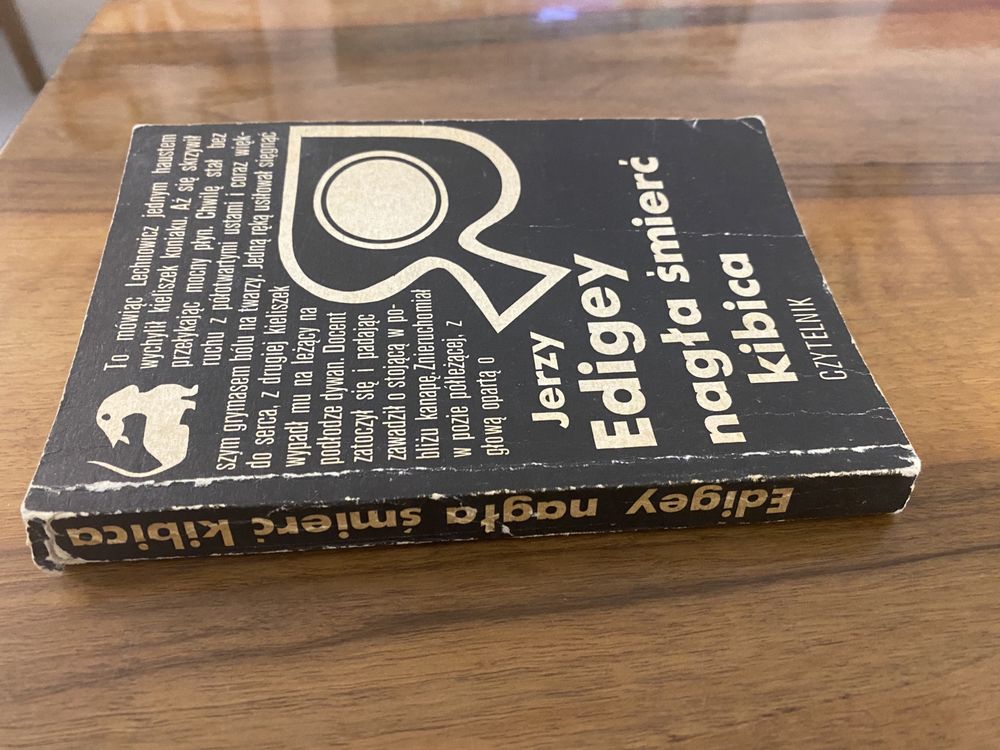 To mówiąc Lechnowicz jednym haustem
wychylił kieliszek koniaku. Aż się skrzywił
przełykając mocny płyn. Chwilę stał bez
ruchu z półotwartymi ustami i coraz więk-
szym grymasem bólu na twarzy. Jedną ręką usiłował sięgnąć
do serca, z drugiej kieliszek
wypadł mu na leżący na
podłodze dywan. Docent
zatoczył się i padając
zawadził o stojącą w po-
bliżu kanapę. Znieruchomiał
w pozie półleżącej, z
głową opartą o
Jerzy
Edigey
nagła śmierć
kibica
CZYTELNIK
Edigey nagła śmierć kibica